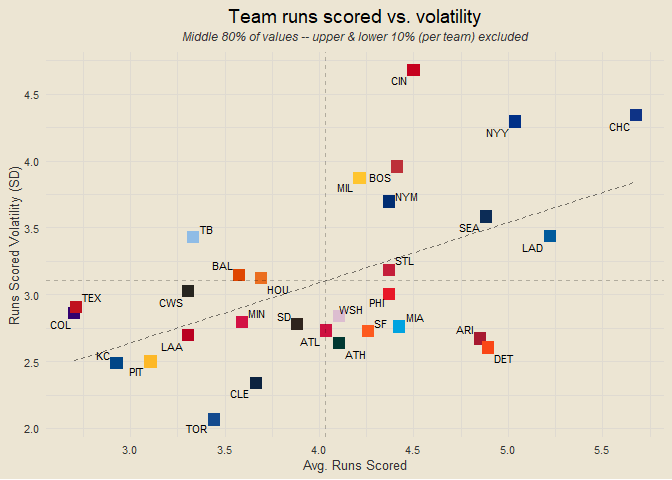 Team runs scored vs. volatility
Middle 80% of values -- upper & lower 10% (per team) excluded
Runs Scored Volatility (SD)
4.5
4.0
3.5
3.0
2.5
2.0
CIN
CHC
NYY
BOS
MIL
NYM
SEA
TB
LAD
BAL
STL
HOU
CWS
TEX
PHI
COL
WSH
MIN
SD
MIA
SF
ARI
ATL
LAA
ATH
KC
DET
PIT
CLE
TOR
3.0
3.5
4.0
4.5
5.0
5.5
Avg. Runs Scored